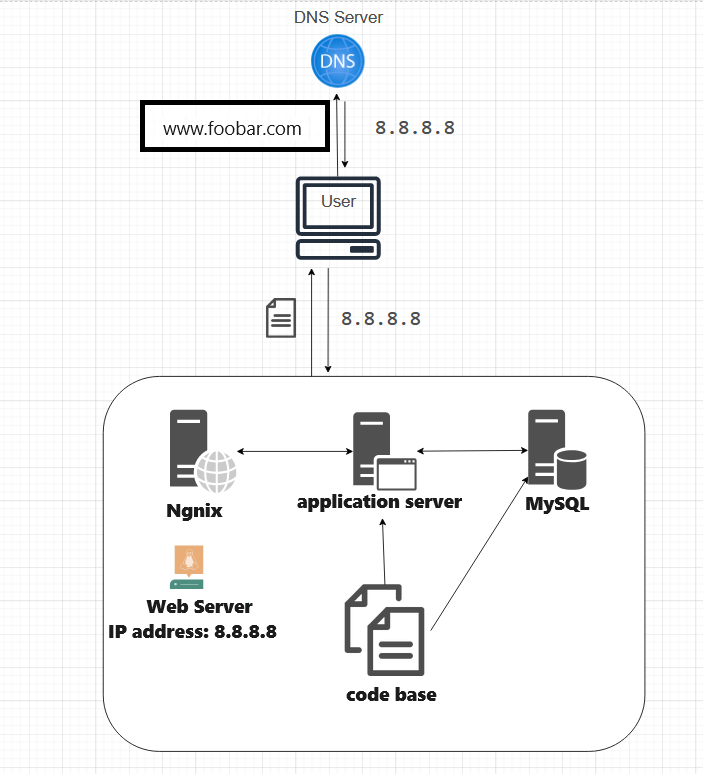 DNS Server
DNS
www.foobar.com
8.8.8.8
User
8.8.8.8
Ngnix
application server
MySQL
Web Server
IP address: 8.8.8.8
code base